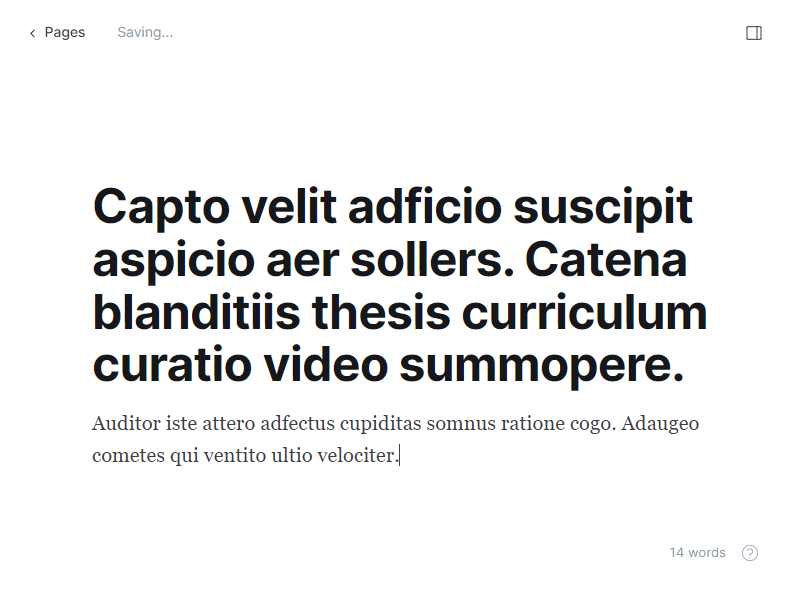 Pages
Saving...
Capto velit adficio suscipit
aspicio aer sollers. Catena
blanditiis thesis curriculum
curatio video summopere.
Auditor iste attero adfectus cupiditas somnus ratione cogo. Adaugeo
cometes qui ventito ultio velociter.
14 words
?